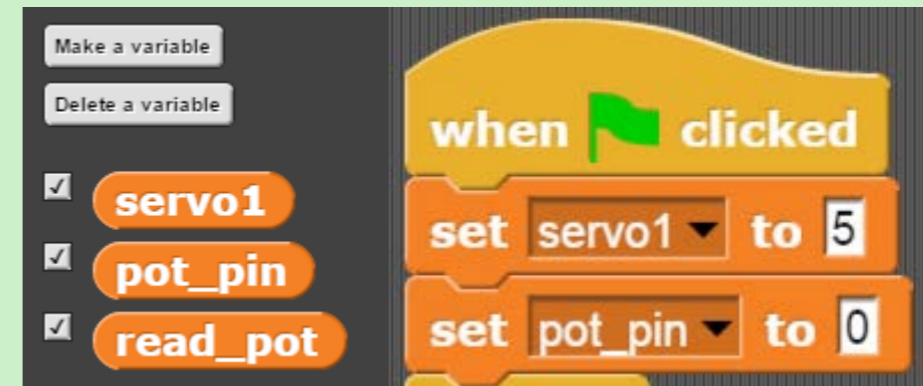 Make a variable
Delete a variable
servo1
pot_pin
read_pot
when clicked
set servo1 to 5
set pot_pin to 0